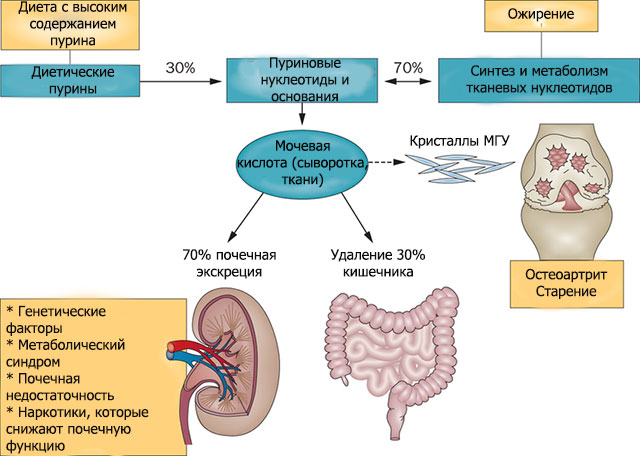 Диета с высоким
содержанием
пурина
Ожирение
Диетические
пурины
30%
Пуриновые
нуклеотиды и
основания
70%
Синтез и метаболизм
тканевых нуклеотидов
Мочевая
кислота (сыворотка,
ткани)
Кристаллы МГУ
70% почечная
экскреция
Удаление 30%
кишечника
Остеоартрит
Старение
* Генетические
факторы
* Метаболический
синдром
* Почечная
недостаточность
* Наркотики, которые
снижают почечную
функцию